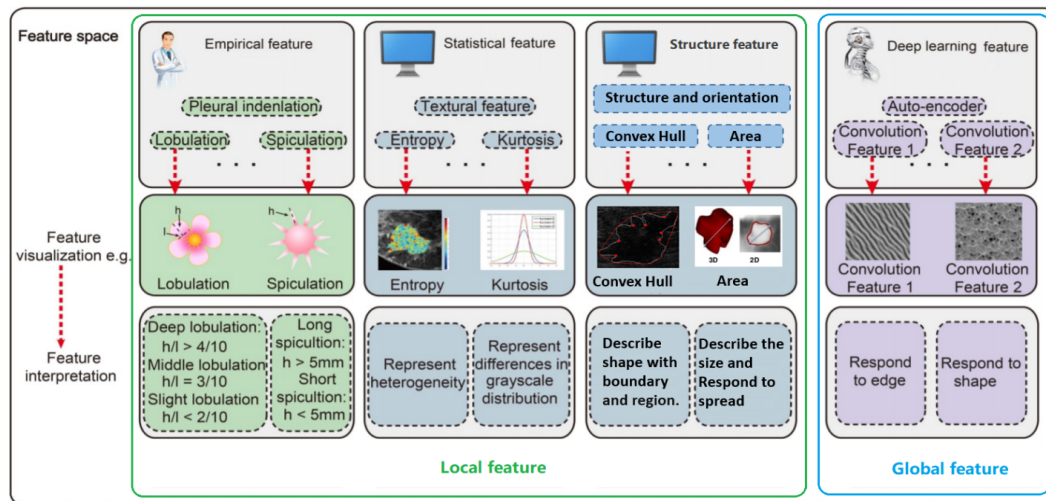 Feature space
Empirical feature
Pleural indenlation
Lobulation
Spiculation
. . .
Statistical feature
Textural feature
Entropy
Kurtosis
. . .
Structure feature
Structure and orientation
Convex Hull
Area
. . .
Deep learning feature
Auto-encoder
Convolution
Feature 1
Convolution
Feature 2
. . .
Feature
visualization e.g.
h
l
Lobulation
h
Spiculation
Entropy
Kurtosis
Convex Hull
3D
2D
Area
Convolution
Feature 1
Convolution
Feature 2
Feature
interpretation
Deep lobulation:
h/l > 4/10
Middle lobulation
h/l = 3/10
Slight lobulation
h/l < 2/10
Long
spicultion:
h > 5mm
Short
spicultion:
h < 5mm
Represent
heterogeneity
Represent
differences in
grayscale
distribution
Describe
shape with
boundary
and region.
Describe the
size and
Respond to
spread
Respond
to edge
Respond to
shape
Local feature
Global feature